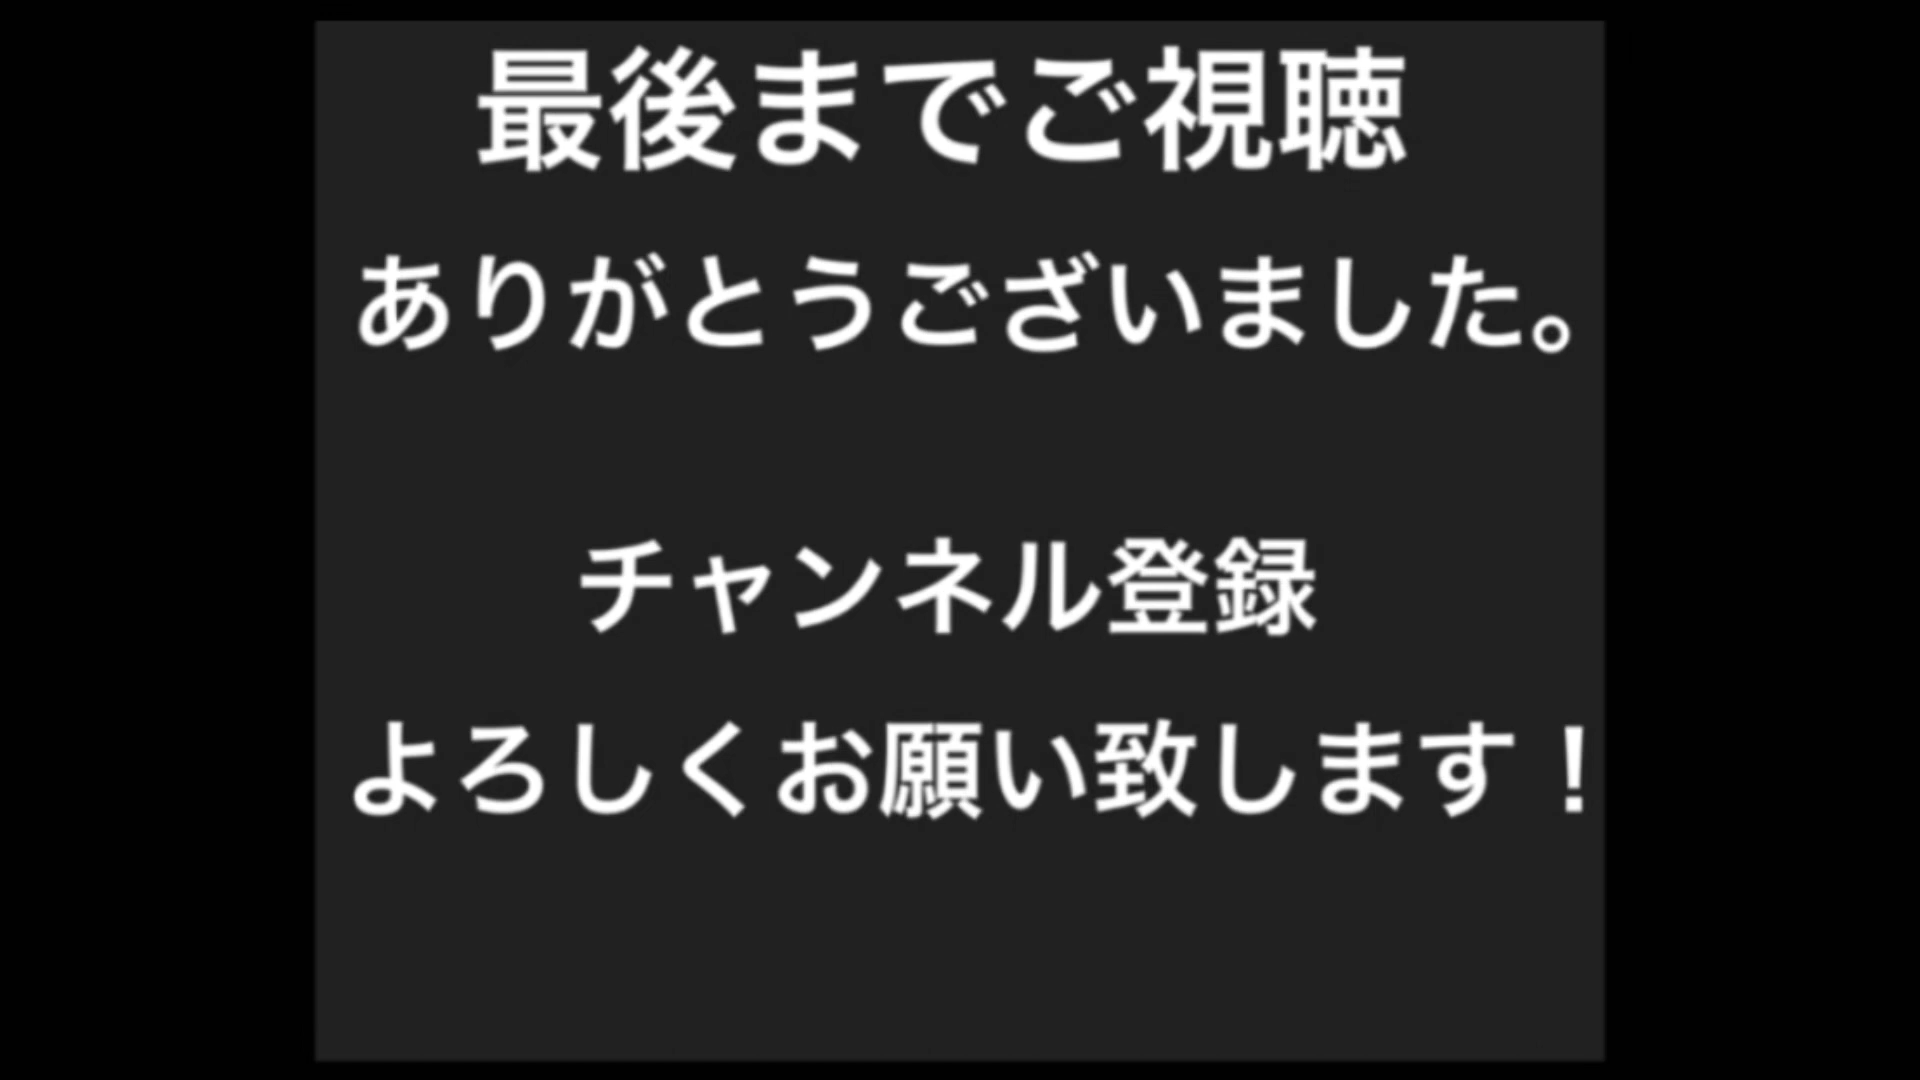 最後までご視聴
ありがとうございました。
チャンネル登録
よろしくお願い致します！